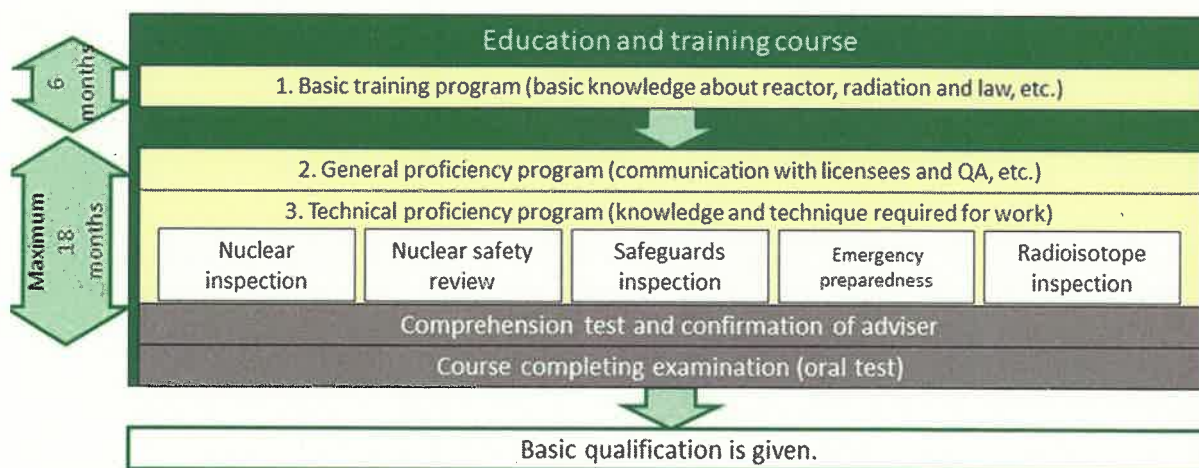 Education and training course
6
months
1. Basic training program (basic knowledge about reactor, radiation and law, etc.)
Maximum
18
months
2. General proficiency program (communication with licensees and QA, etc.)
3. Technical proficiency program (knowledge and technique required for work)
Nuclear
inspection
Nuclear safety
review
Safeguards
inspection
Emergency
preparedness
Radioisotope
inspection
Comprehension test and confirmation of adviser
Course completing examination (oral test)
Basic qualification is given.